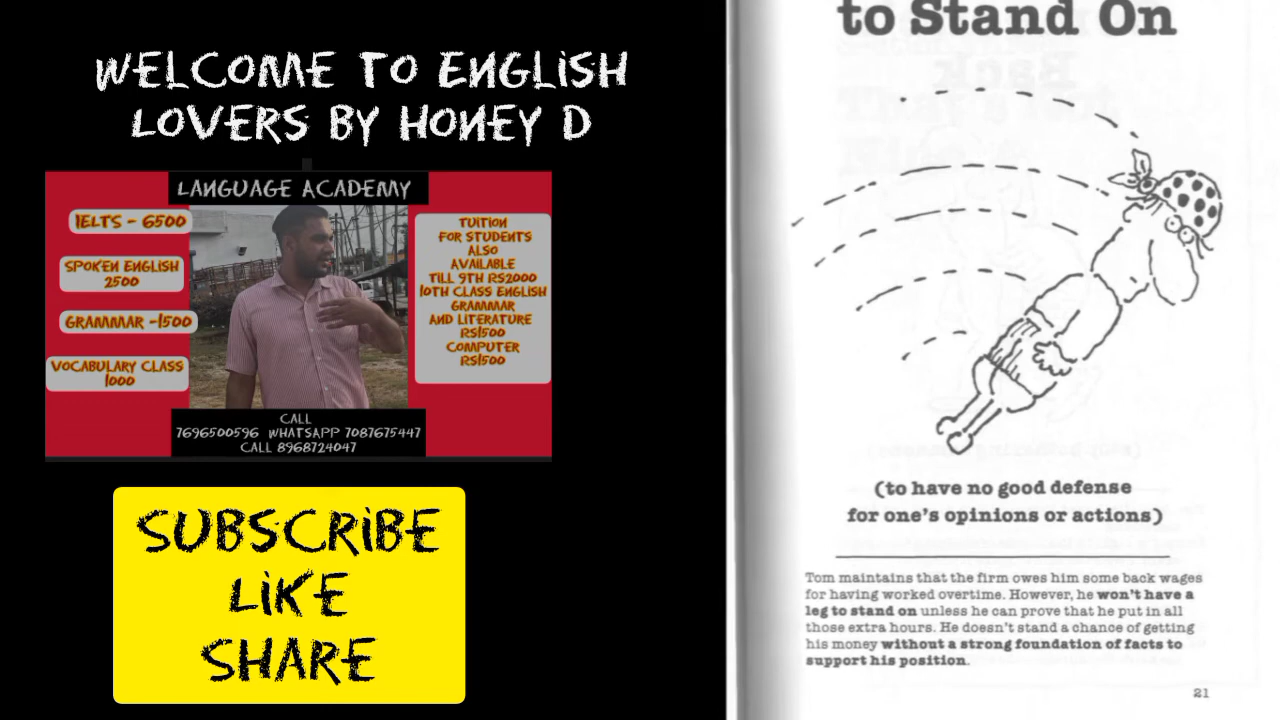 WELCOME TO ENGLISH
LOVERS BY HONEY D
LANGUAGE ACADEMY
IELTS - 6500
SPOKEN ENGLISH
2500
GRAMMAR -1500
VOCABULARY CLASS
1000
TUITION
FOR STUDENTS
ALSO
AVAILABLE
TILL 9TH RS2000
10TH CLASS ENGLISH
GRAMMAR
AND LITERATURE
RS1500
COMPUTER
RS1500
CALL
7696500596 WHATSAPP 7087675447
CALL 8968724047
SUBSCRIBE
LIKE
SHARE
to Stand On
(to have no good defense
for one's opinions or actions)
Tom maintains that the firm owes him some back wages
for having worked overtime. However, he won't have a
leg to stand on unless he can prove that he put in all
those extra hours. He doesn't stand a chance of getting
his money without a strong foundation of facts to
support his position.
21